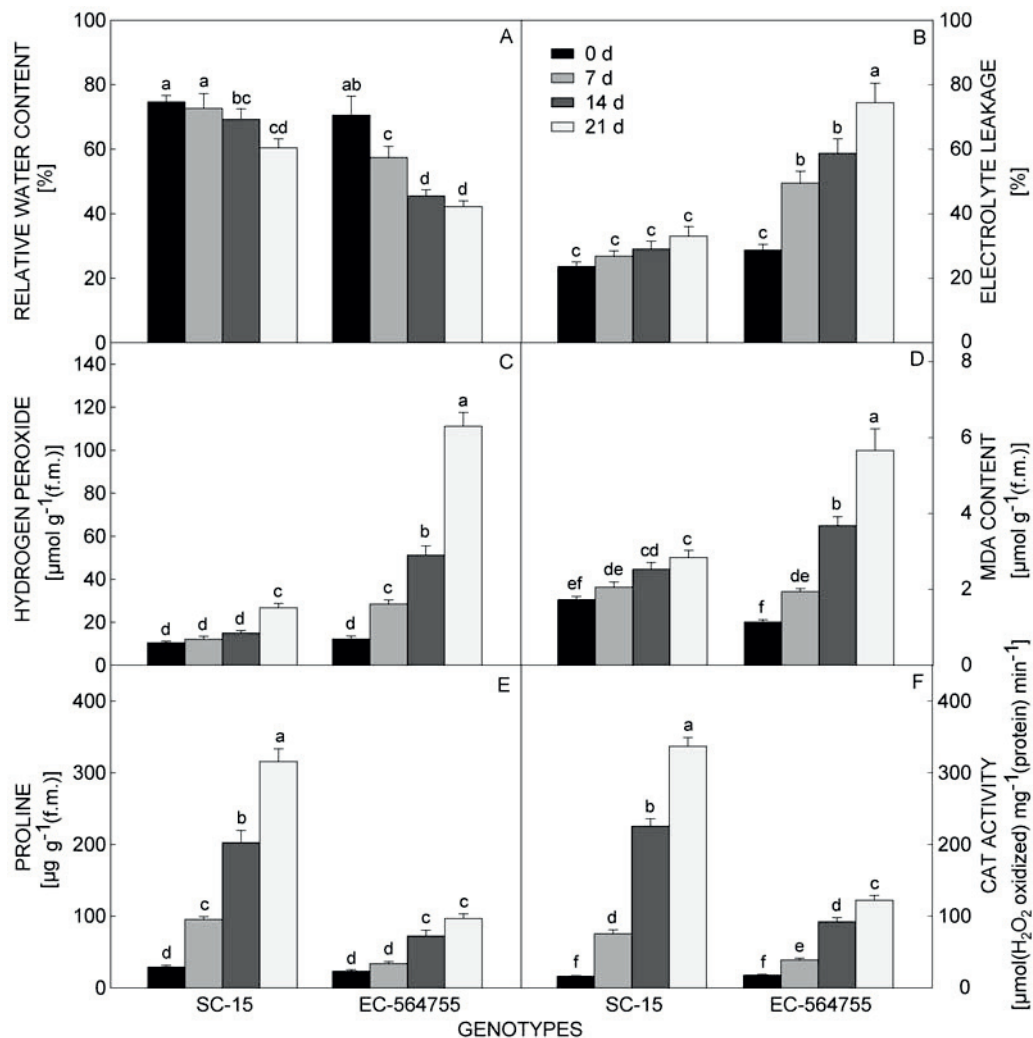 A
RELATIVE WATER CONTENT
[%]
100
80
60
40
20
0
a
a
bc
cd
ab
c
d
d
B
0 d
7 d
14 d
21 d
c
c
c
c
c
b
b
a
100
80
60
40
20
0
ELECTROLYTE LEAKAGE
[%]
C
HYDROGEN PEROXIDE
[µmol g⁻¹(f.m.)]
140
120
100
80
60
40
20
0
d
d
d
c
d
c
b
a
D
ef
de
cd
c
f
de
b
a
8
6
4
2
0
MDA CONTENT
[µmol g⁻¹(f.m.)]
E
PROLINE
[µg g⁻¹(f.m.)]
400
300
200
100
0
d
c
b
a
d
d
c
c
F
f
d
b
a
f
e
d
c
400
300
200
100
0
CAT ACTIVITY
[µmol(H₂O₂ oxidized) mg⁻¹(protein) min⁻¹]
SC-15
EC-564755
SC-15
EC-564755
GENOTYPES